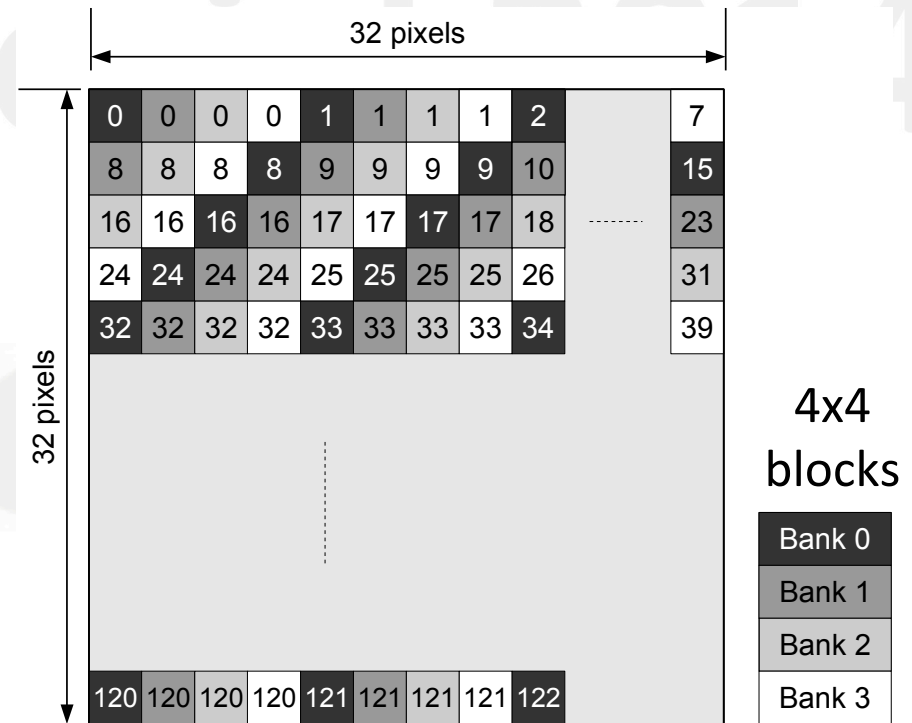 32 pixels
0 0 0 0 1 1 1 1 2 7
8 8 8 8 9 9 9 9 10 15
16 16 16 16 17 17 17 17 18 23
24 24 24 24 25 25 25 25 26 31
32 32 32 32 33 33 33 33 34 39
32 pixels
4x4
blocks
Bank 0
Bank 1
Bank 2
Bank 3
120 120 120 120 121 121 121 121 122